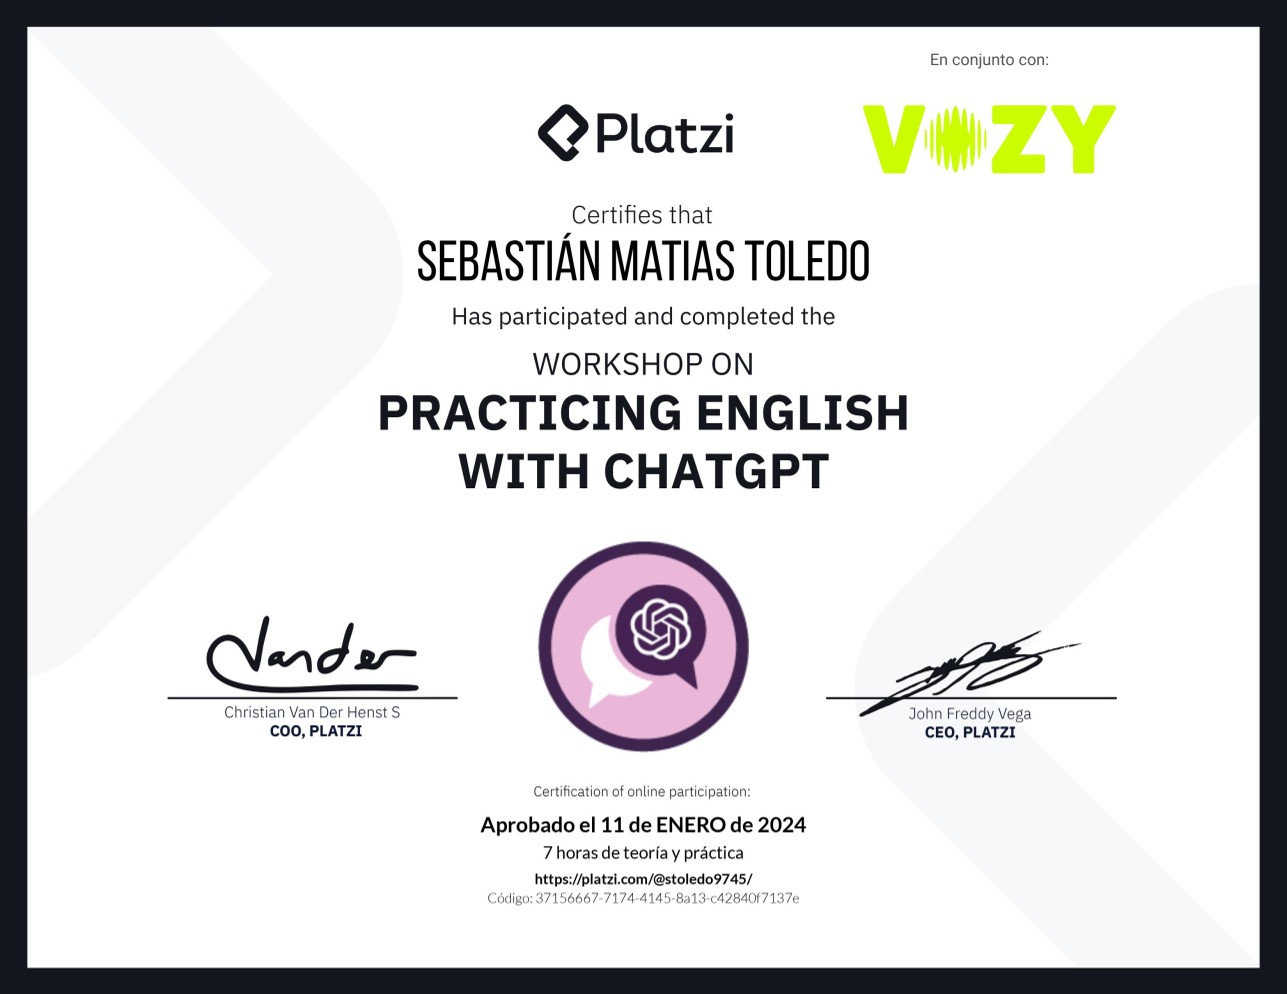 En conjunto con:
Platzi
VOZY
Certifies that
SEBASTIÁN MATIAS TOLEDO
Has participated and completed the
WORKSHOP ON
PRACTICING ENGLISH
WITH CHATGPT
Vander
Christian Van Der Henst S
COO, PLATZI
John Freddy Vega
CEO, PLATZI
Certification of online participation:
Aprobado el 11 de ENERO de 2024
7 horas de teoría y práctica
https://platzi.com/@stoledo9745/
Código: 37156667-7174-4145-8a13-c42840f7137e